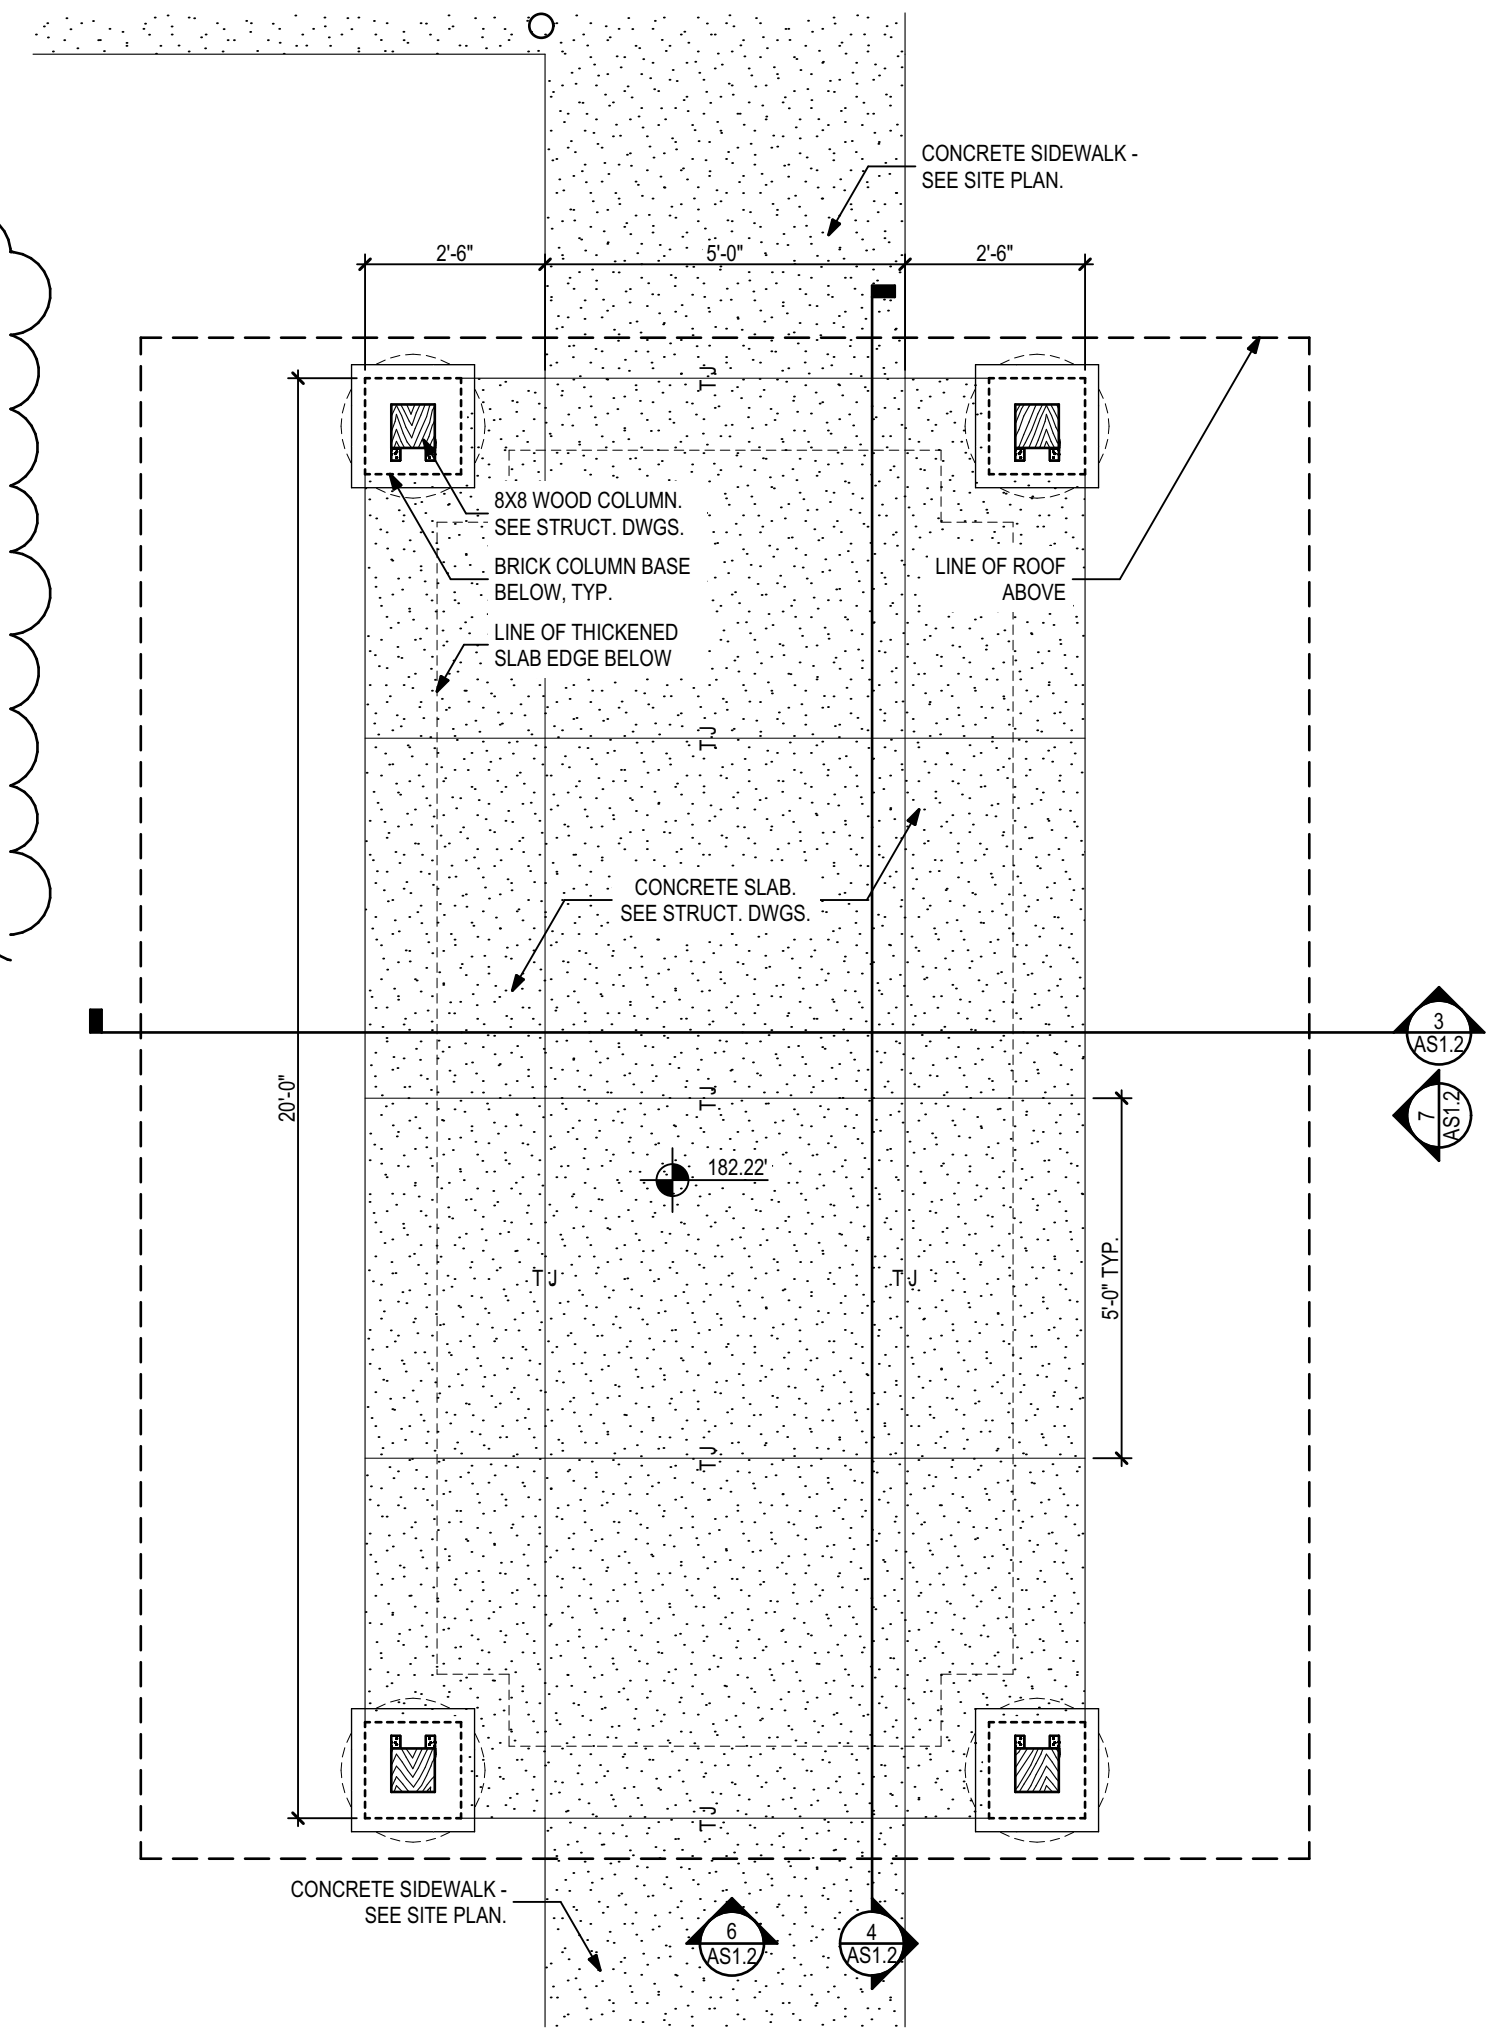 CONCRETE SIDEWALK -
SEE SITE PLAN.
2'-6"
5'-0"
2'-6"
TJ
8X8 WOOD COLUMN.
SEE STRUCT. DWGS.
BRICK COLUMN BASE
BELOW, TYP.
LINE OF ROOF
ABOVE
LINE OF THICKENED
SLAB EDGE BELOW
TJ
CONCRETE SLAB.
SEE STRUCT. DWGS.
3
AS1.2
20'-0"
TJ
7
AS1.2
182.22'
TJ
TJ
5'-0" TYP.
TJ
TJ
CONCRETE SIDEWALK -
SEE SITE PLAN.
6
AS1.2
4
AS1.2